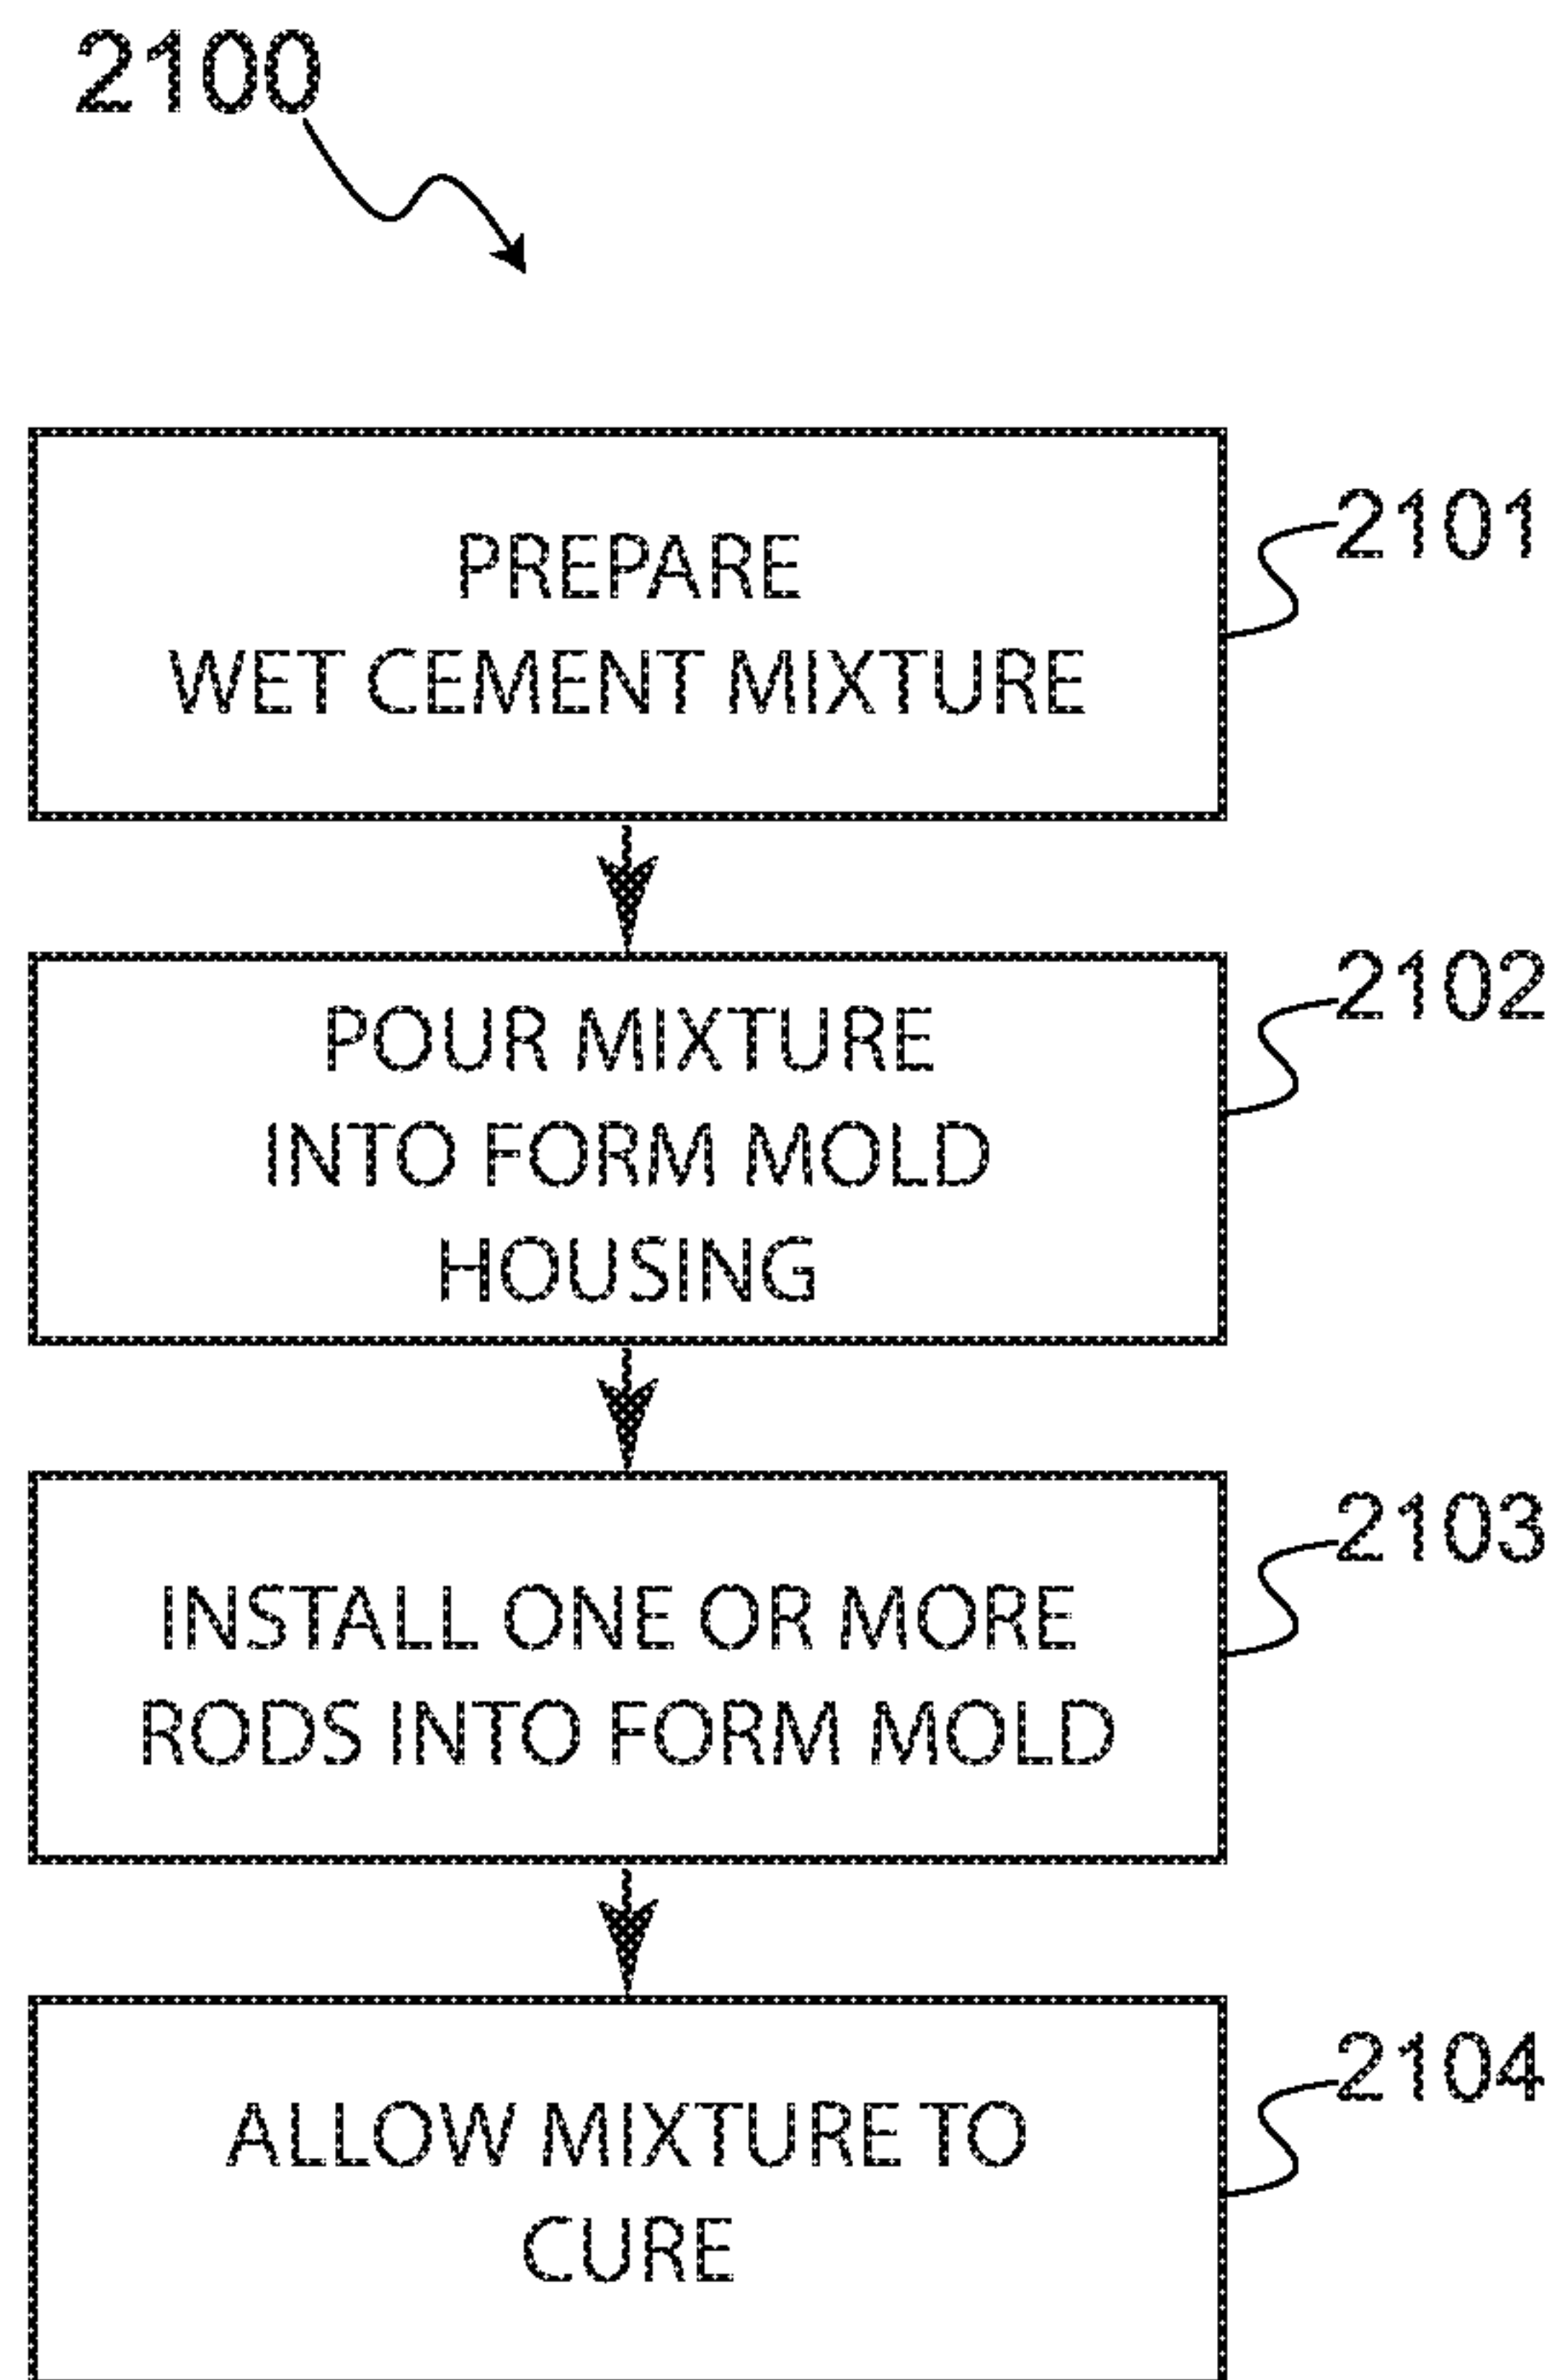 2100
PREPARE
WET CEMENT MIXTURE
2101
POUR MIXTURE
INTO FORM MOLD
HOUSING
2102
INSTALL ONE OR MORE
RODS INTO FORM MOLD
2103
ALLOW MIXTURE TO
CURE
2104